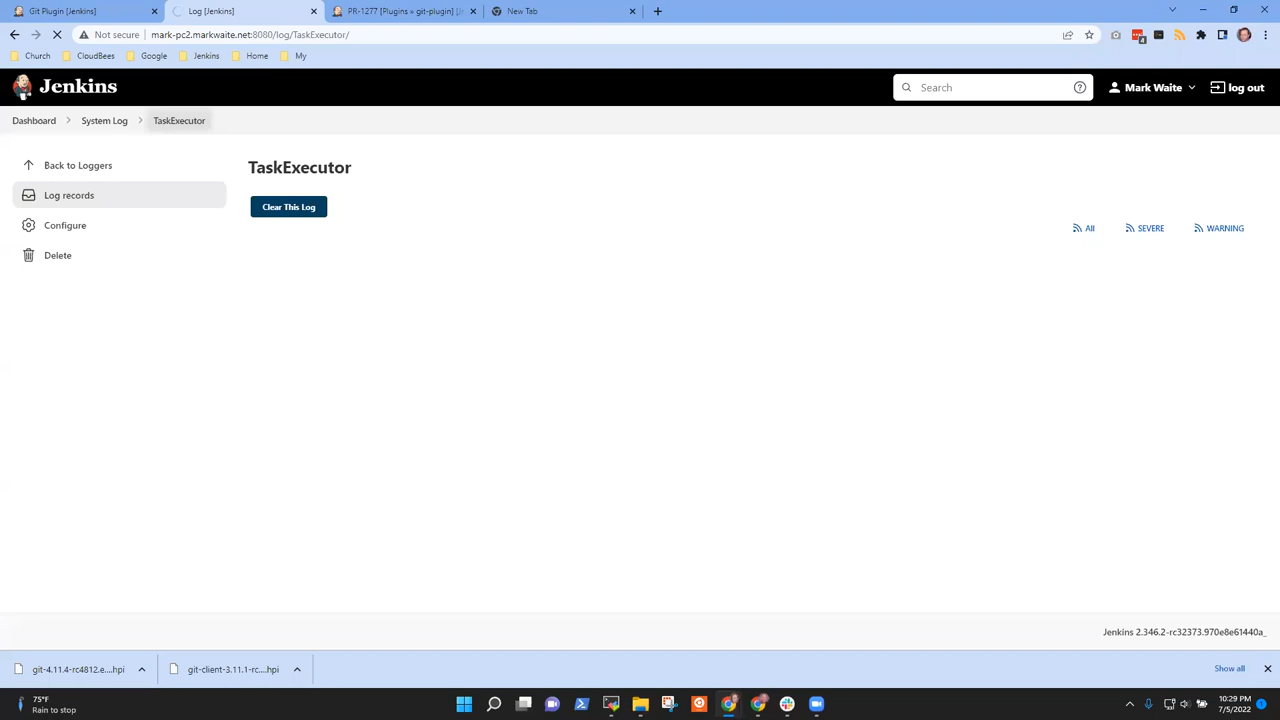 Git Plugin [Jenkins]
Log [Jenkins]
PR-1277 [Plugins » git-plugin] [Je
New Tab
Not secure
mark-pc2.markwaite.net:8080/log/TaskExecutor/
4
Church
CloudBees
Google
Jenkins
Home
My
Jenkins
Search
Mark Waite
log out
Dashboard
System Log
TaskExecutor
Back to Loggers
Log records
Configure
Delete
TaskExecutor
Clear This Log
All
SEVERE
WARNING
Jenkins 2.346.2-rc32373.970e8e61440a_
git-4.11.4-rc4812.e....hpi
git-client-3.11.1-rc....hpi
Show all
75°F
Rain to stop
10:29 PM
7/5/2022
1